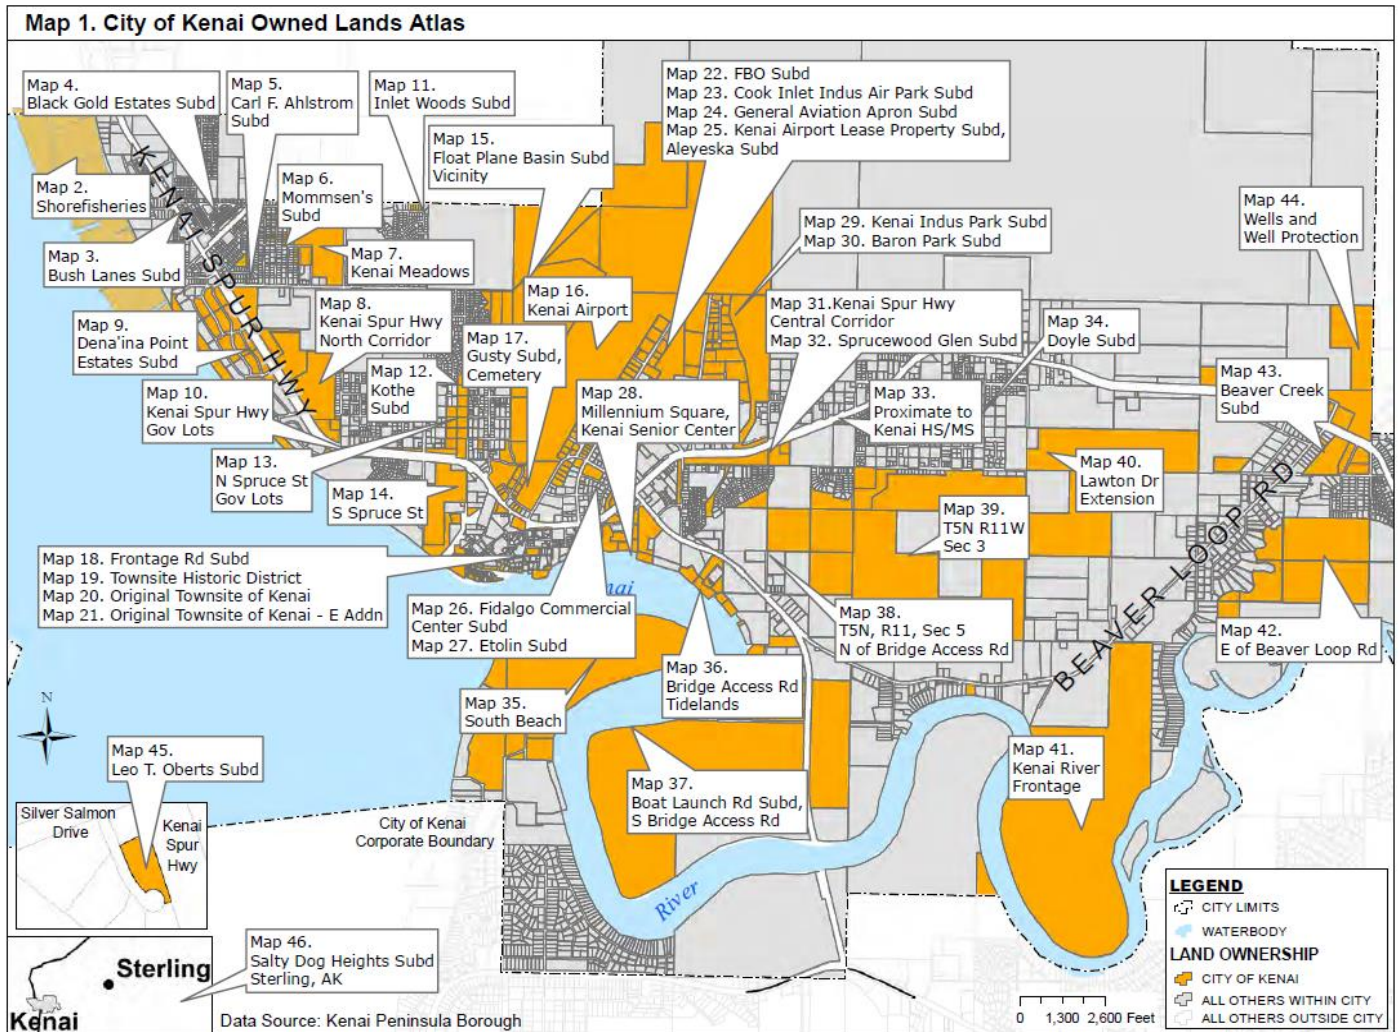 Map 1. City of Kenai Owned Lands Atlas
Map 4.
Black Gold Estates Subd
Map 5.
Carl F. Ahlstrom
Subd
Map 11.
Inlet Woods Subd
Map 15.
Float Plane Basin Subd
Vicinity
Map 22. FBO Subd
Map 23. Cook Inlet Indus Air Park Subd
Map 24. General Aviation Apron Subd
Map 25. Kenai Airport Lease Property Subd,
Aleyeska Subd
Map 2.
Shorefisheries
Map 6.
Mommsen's
Subd
Map 44.
Wells and
Well Protection
Map 3.
Bush Lanes Subd
Map 7.
Kenai Meadows
Map 29. Kenai Indus Park Subd
Map 30. Baron Park Subd
KENAI SPUR HWY
Map 9.
Dena'ina Point
Estates Subd
Map 8.
Kenai Spur Hwy
North Corridor
Map 16.
Kenai Airport
Map 31.Kenai Spur Hwy
Central Corridor
Map 32. Sprucewood Glen Subd
Map 34.
Doyle Subd
Map 17.
Gusty Subd,
Cemetery
Map 12.
Kothe
Subd
Map 10.
Kenai Spur Hwy
Gov Lots
Map 28.
Millennium Square,
Kenai Senior Center
Map 33.
Proximate to
Kenai HS/MS
Map 43.
Beaver Creek
Subd
Map 13.
N Spruce St
Gov Lots
Map 14.
S Spruce St
Map 40.
Lawton Dr
Extension
Map 39.
T5N R11W
Sec 3
BEAVER LOOP RD
Map 18. Frontage Rd Subd
Map 19. Townsite Historic District
Map 20. Original Townsite of Kenai
Map 21. Original Townsite of Kenai - E Addn
nai
Map 26. Fidalgo Commercial
Center Subd
Map 27. Etolin Subd
Map 38.
T5N, R11, Sec 5
N of Bridge Access Rd
Map 42.
E of Beaver Loop Rd
Map 36.
Bridge Access Rd
Tidelands
Map 35.
South Beach
N
Map 45.
Leo T. Oberts Subd
Map 41.
Kenai River
Frontage
Map 37.
Boat Launch Rd Subd,
S Bridge Access Rd
Silver Salmon
Drive
Kenai
Spur
Hwy
City of Kenai
Corporate Boundary
River
LEGEND
CITY LIMITS
WATERBODY
LAND OWNERSHIP
CITY OF KENAI
ALL OTHERS WITHIN CITY
ALL OTHERS OUTSIDE CITY
Map 46.
Salty Dog Heights Subd
Sterling, AK
Sterling
Kenai
Data Source: Kenai Peninsula Borough
0 1,300 2,600 Feet